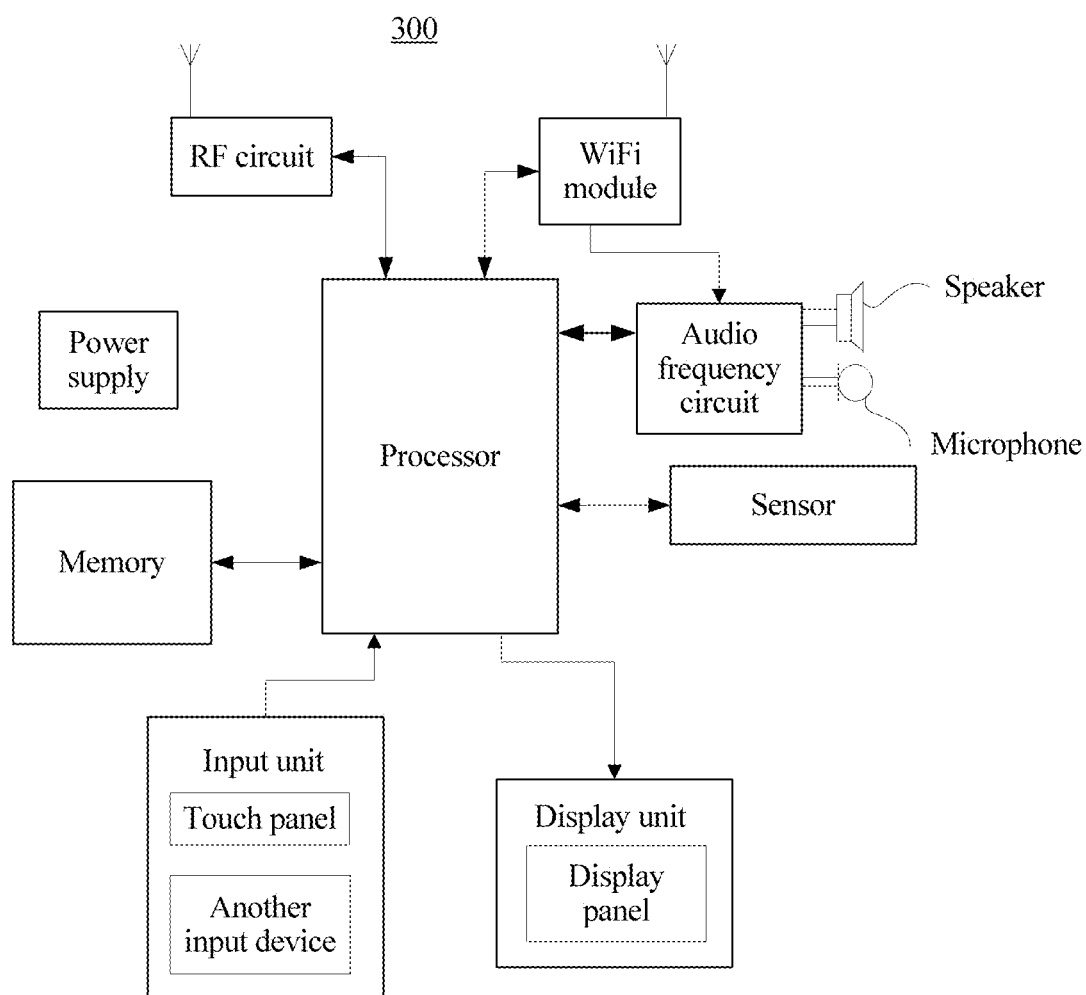 300
RF circuit
WiFi
module
Speaker
Power
supply
Audio
frequency
circuit
Microphone
Processor
Sensor
Memory
Input unit
Touch panel
Another
input device
Display unit
Display
panel